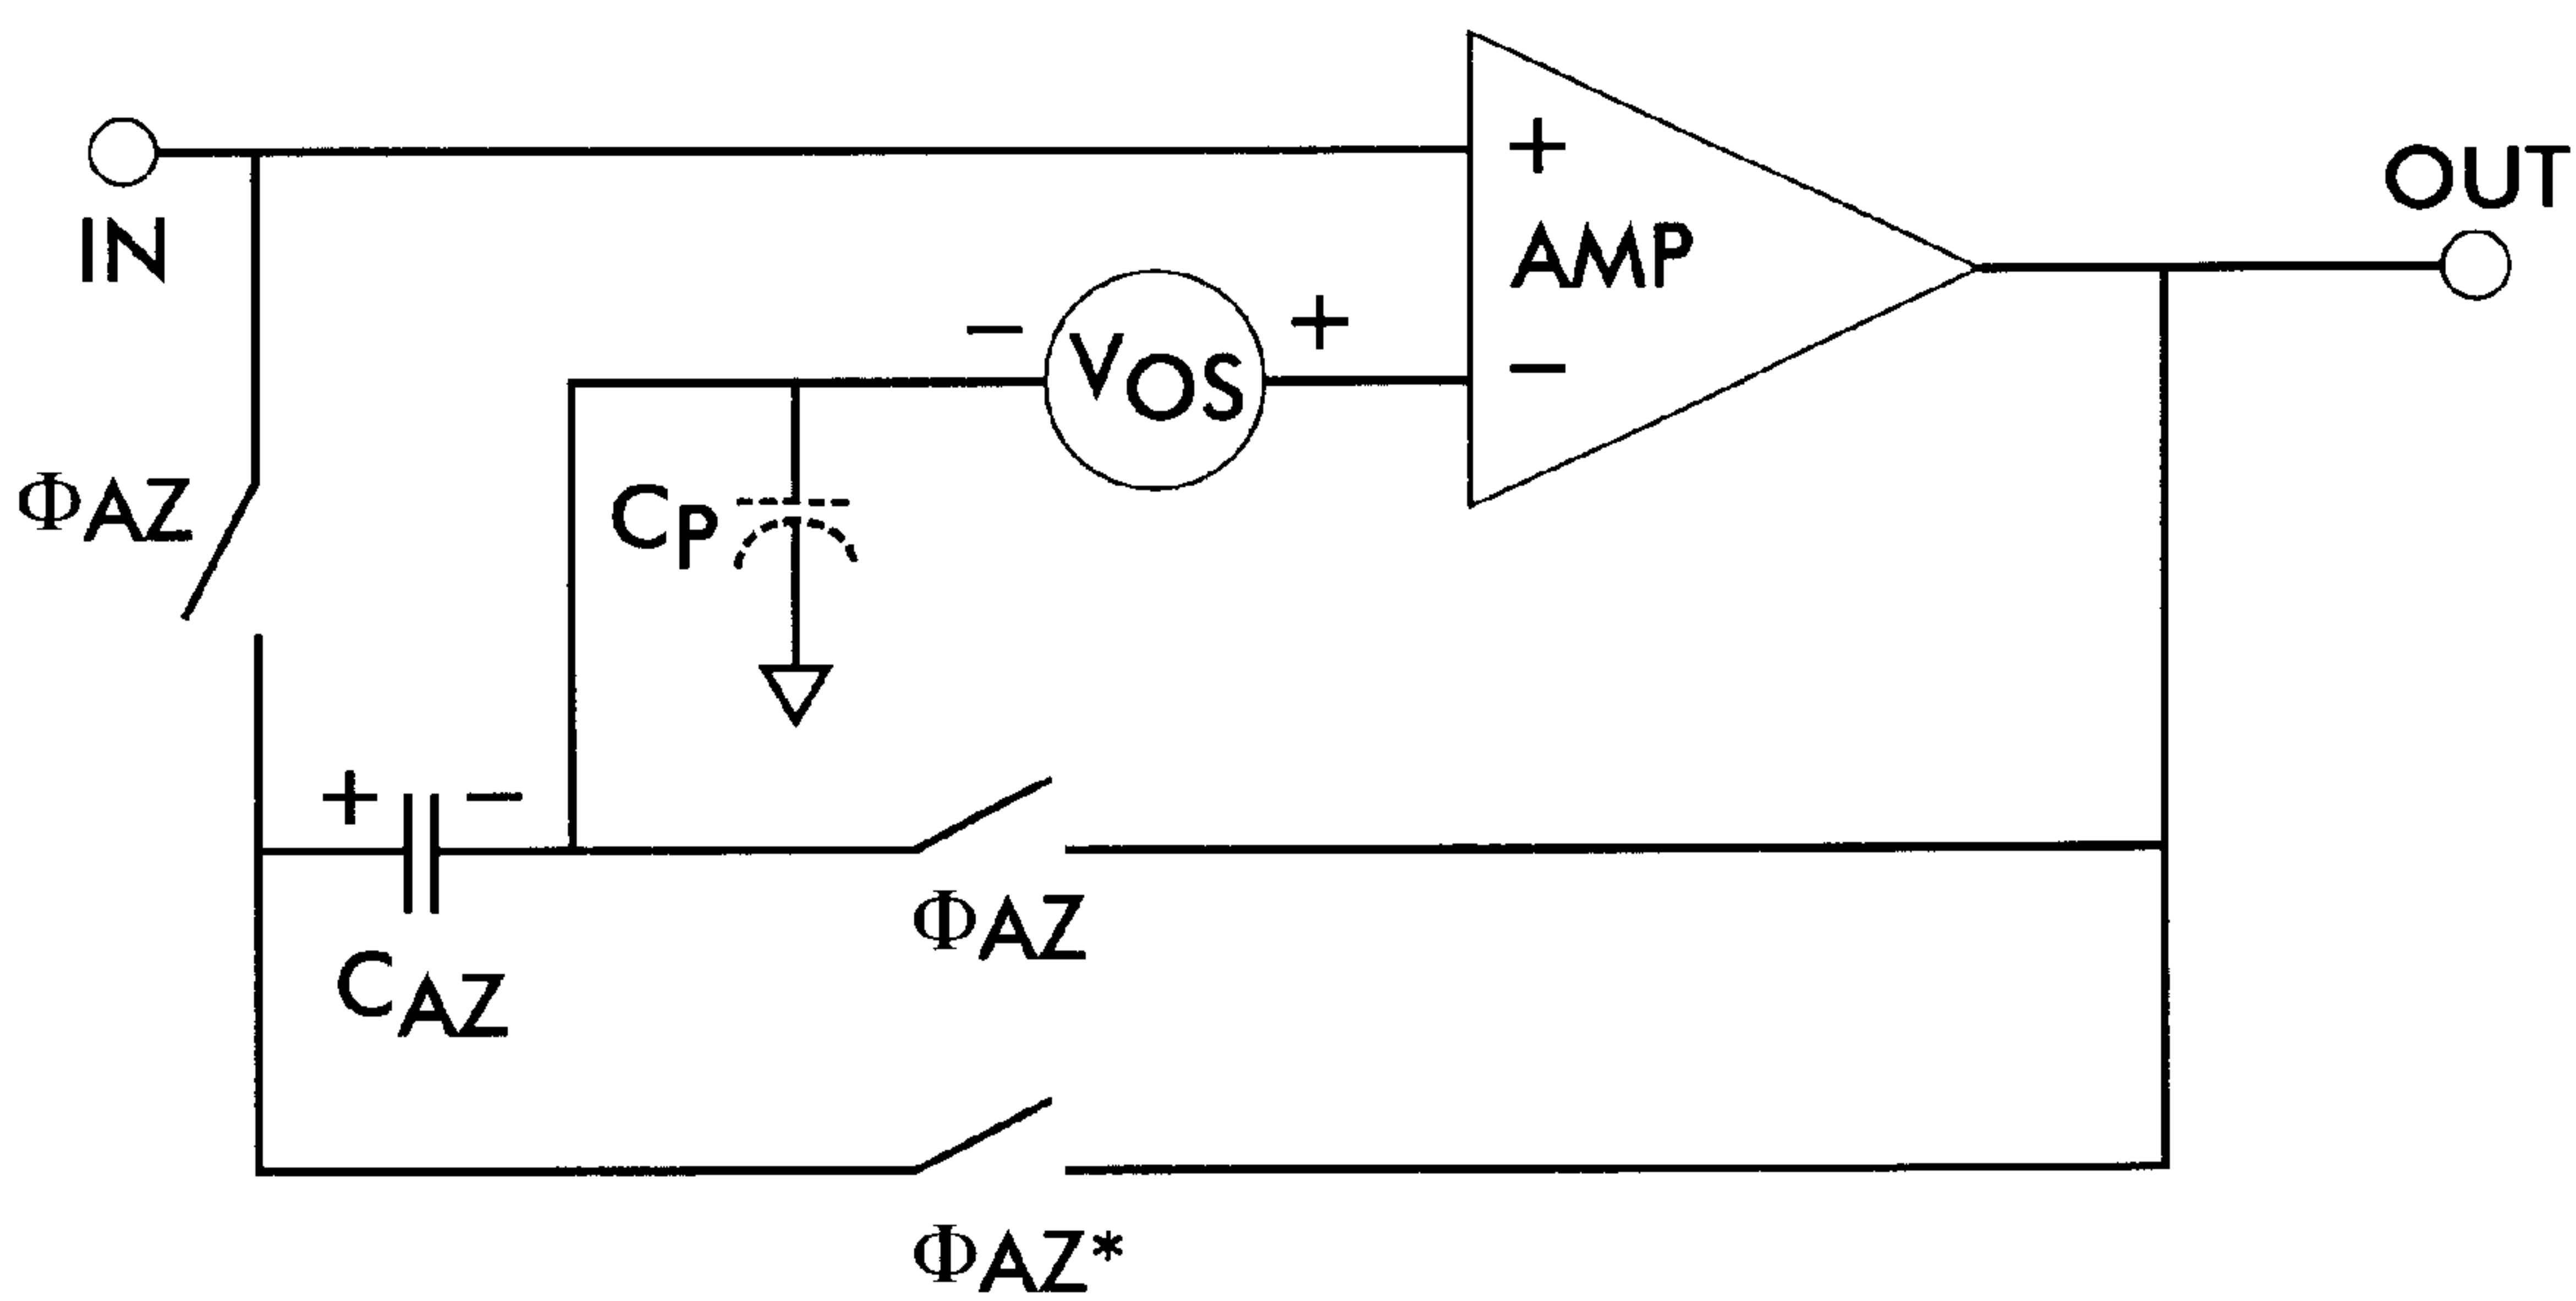 IN
+
AMP
−
OUT
− VOS +
ΦAZ
CP
+ −
CAZ
ΦAZ
ΦAZ*